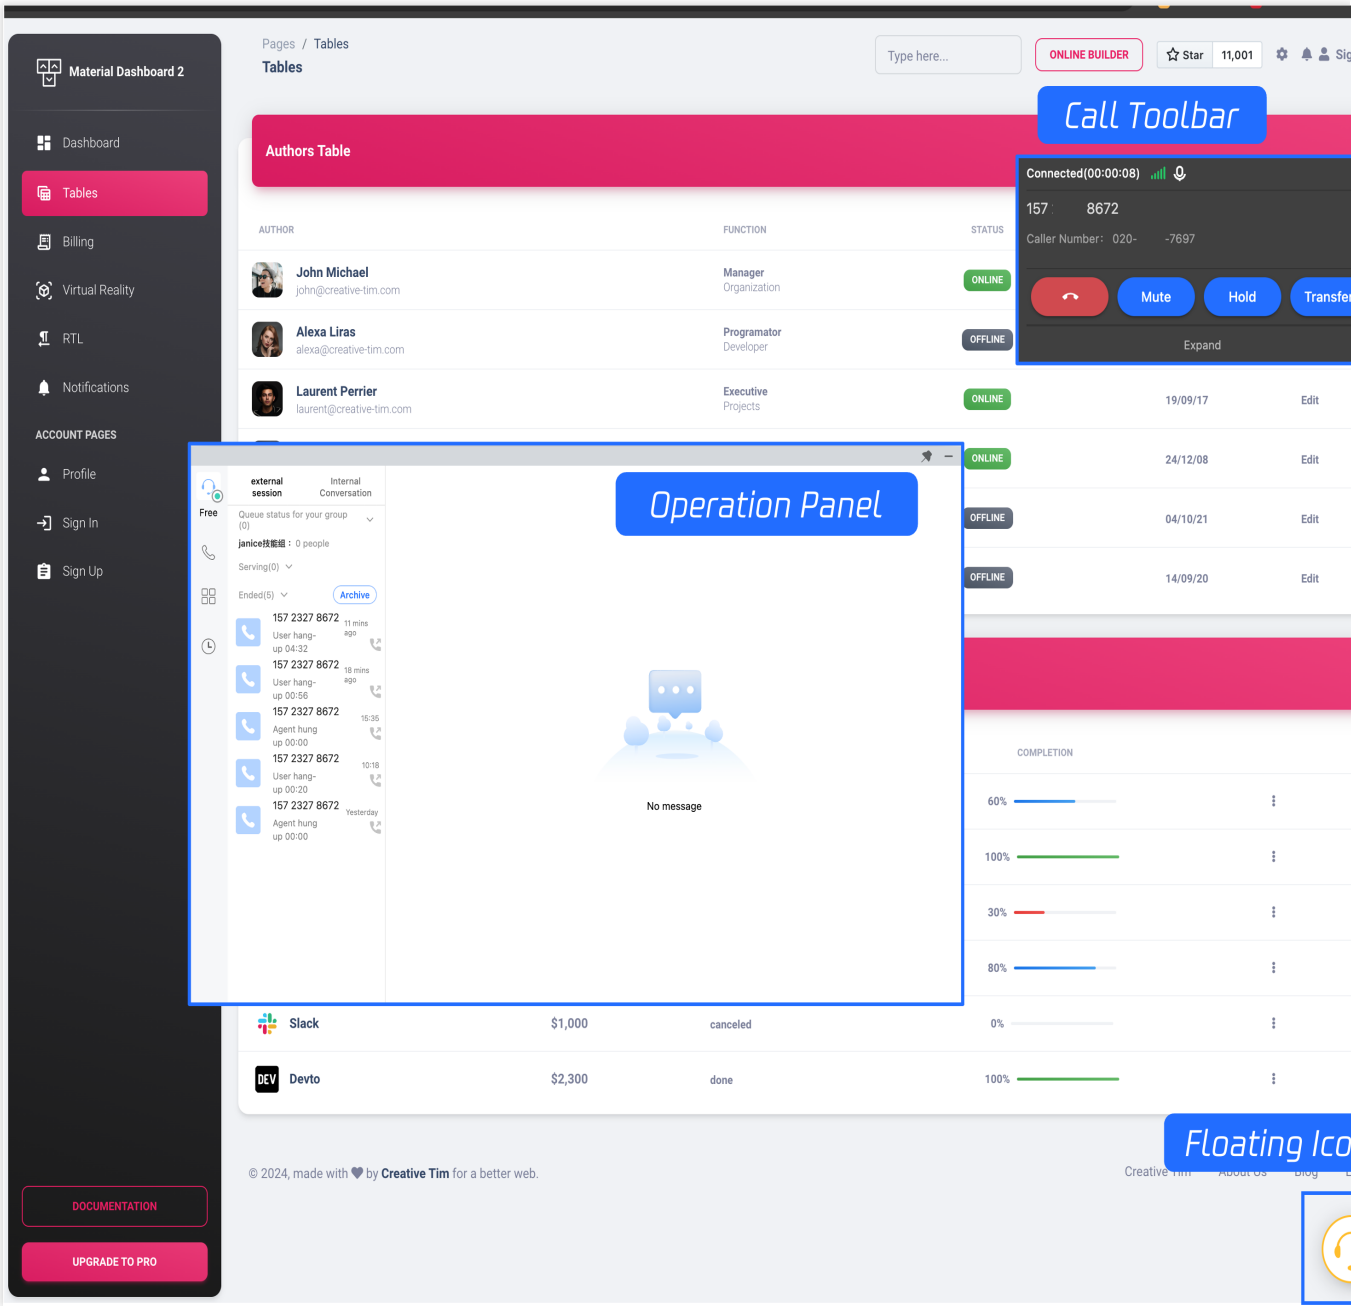 Material Dashboard 2
Dashboard
Tables
Billing
Virtual Reality
RTL
Notifications
ACCOUNT PAGES
Profile
Sign In
Sign Up
DOCUMENTATION
UPGRADE TO PRO
Pages / Tables
Tables
Type here...
ONLINE BUILDER
Star 11,001
Call Toolbar
Authors Table
Connected(00:00:08)
157 8672
Caller Number: 020- -7697
Mute Hold Transfer
Expand
AUTHOR FUNCTION STATUS
John Michael
john@creative-tim.com
Manager
Organization
ONLINE
Alexa Liras
alexa@creative-tim.com
Programator
Developer
OFFLINE
Laurent Perrier
laurent@creative-tim.com
Executive
Projects
ONLINE 19/09/17 Edit
ONLINE 24/12/08 Edit
OFFLINE 04/10/21 Edit
OFFLINE 14/09/20 Edit
Operation Panel
Free
external
session
Internal
Conversation
Queue status for your group
(0)
janice技能组： 0 people
Serving(0)
Ended(5) Archive
157 2327 8672 11 mins
ago
User hang-
up 04:32
157 2327 8672 18 mins
ago
User hang-
up 00:56
157 2327 8672 15:35
Agent hung
up 00:00
157 2327 8672 10:18
User hang-
up 00:20
157 2327 8672 Yesterday
Agent hung
up 00:00
No message
COMPLETION
60%
100%
30%
80%
Slack $1,000 canceled 0%
DEV Devto $2,300 done 100%
Floating Ico
© 2024, made with by Creative Tim for a better web.
Creative Tim About Us Blog